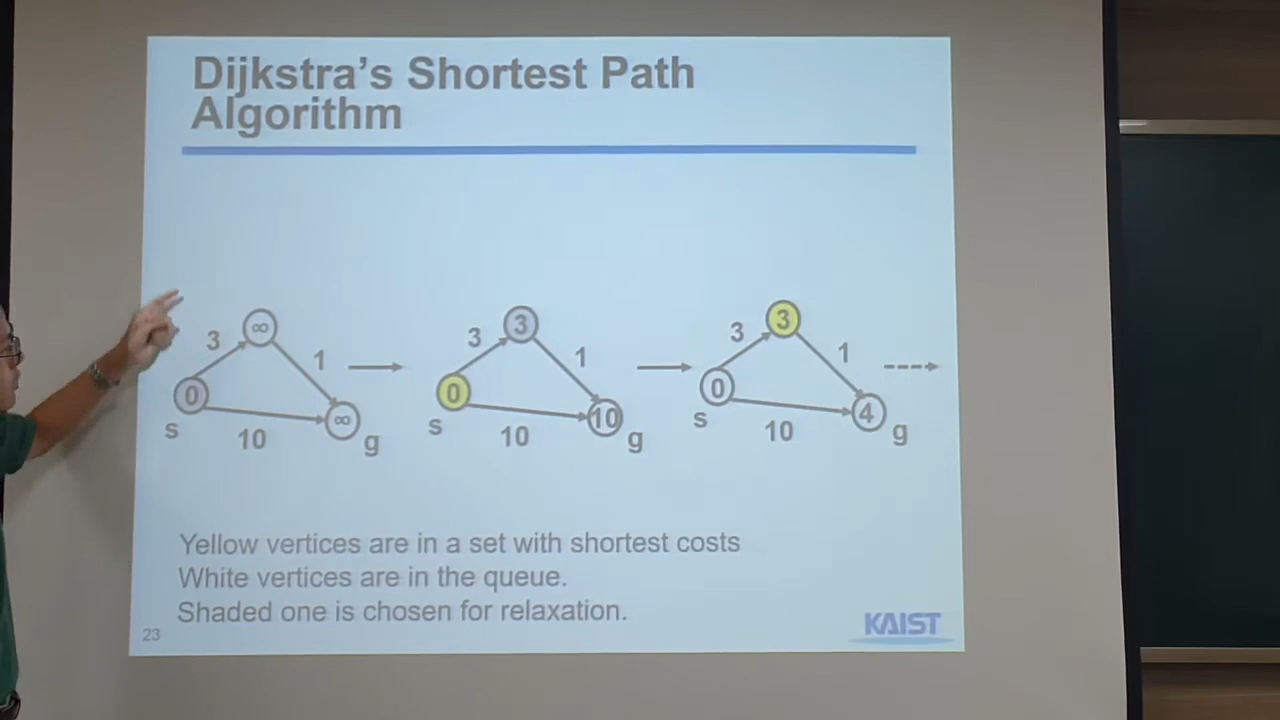 Dijkstra's Shortest Path
Algorithm
3 ∞ 1 0 ∞ s 10 g
3 3 1 0 10 s 10 g
3 3 1 0 4 s 10 g
Yellow vertices are in a set with shortest costs
White vertices are in the queue.
Shaded one is chosen for relaxation.
23
KAIST